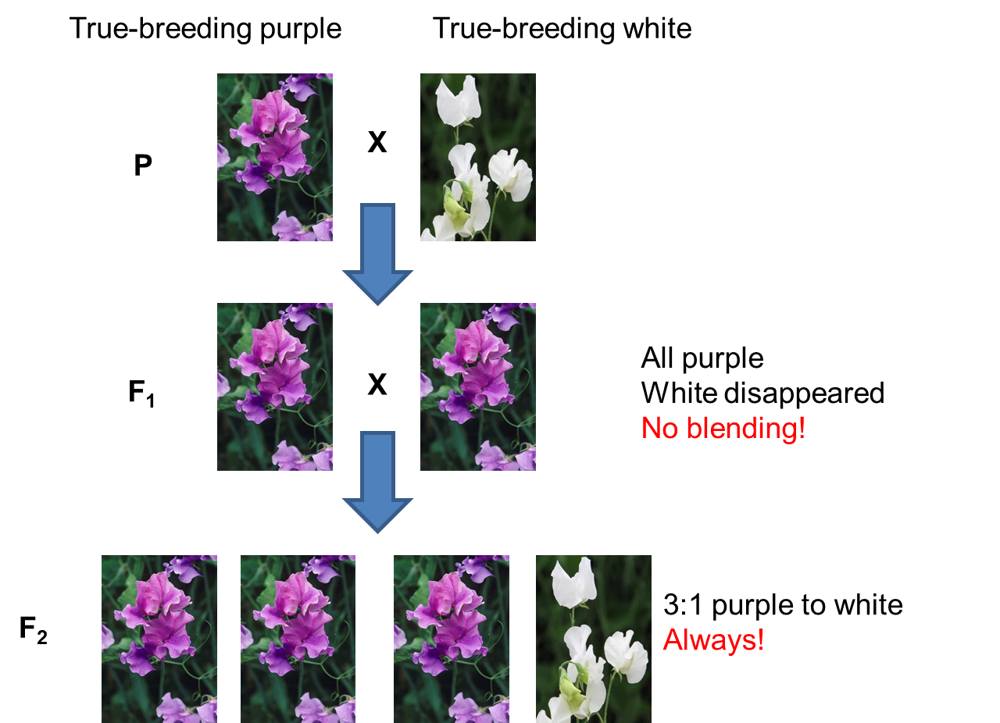 True-breeding purple True-breeding white
P X
F₁ X
All purple
White disappeared
No blending!
F₂
3:1 purple to white
Always!